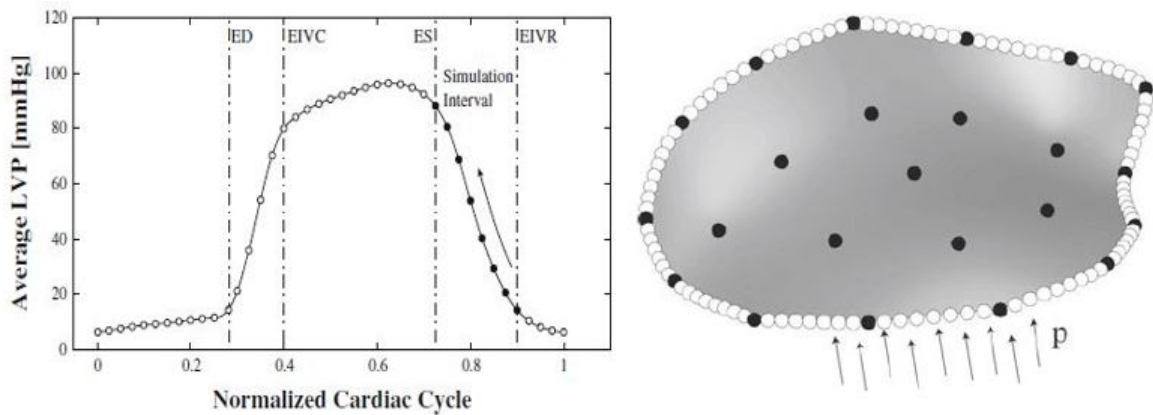 120
100
80
60
40
20
0
Average LVP [mmHg]
ED
EIVC
ES
EIVR
Simulation
Interval
0
0.2
0.4
0.6
0.8
1
Normalized Cardiac Cycle
p